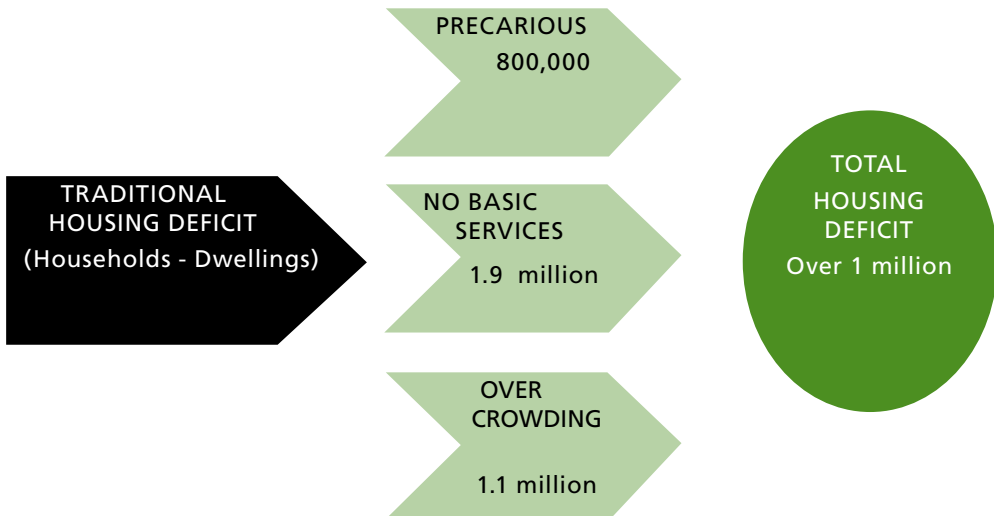 TRADITIONAL
HOUSING DEFICIT
(Households - Dwellings)
PRECARIOUS
800,000
NO BASIC
SERVICES
1.9 million
OVER
CROWDING
1.1 million
TOTAL
HOUSING
DEFICIT
Over 1 million